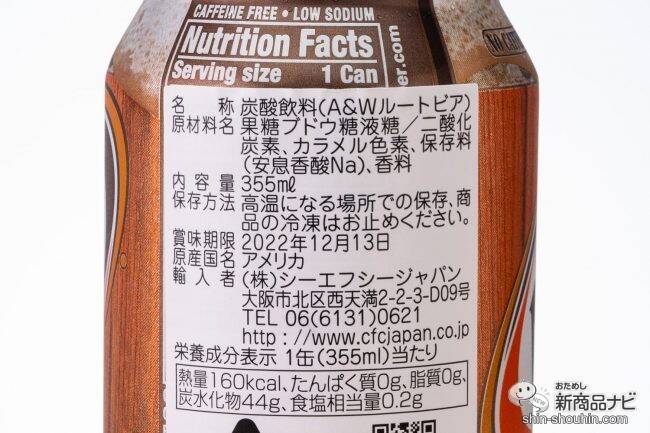 CAFFEINE FREE • LOW SODIUM
Nutrition Facts
Serving size 1 Can
er.com
名　称 炭酸飲料(A&Wルートビア)
原材料名 果糖ブドウ糖液糖／二酸化
炭素、カラメル色素、保存料
(安息香酸Na)、香料
内容量 355ml
保存方法 高温になる場所での保存、商
品の冷凍はお止めください。
賞味期限 2022年12月13日
原産国名 アメリカ
輸入者 (株)シーエフシージャパン
大阪市北区西天満2-2-3-D09号
TEL 06(6131)0621
http://www.cfcjapan.co.jp
栄養成分表示 1缶(355ml)当たり
熱量160kcal、たんぱく質0g、脂質0g、
炭水化物44g、食塩相当量0.2g
おためし
新商品ナビ
shin-shouhin.com